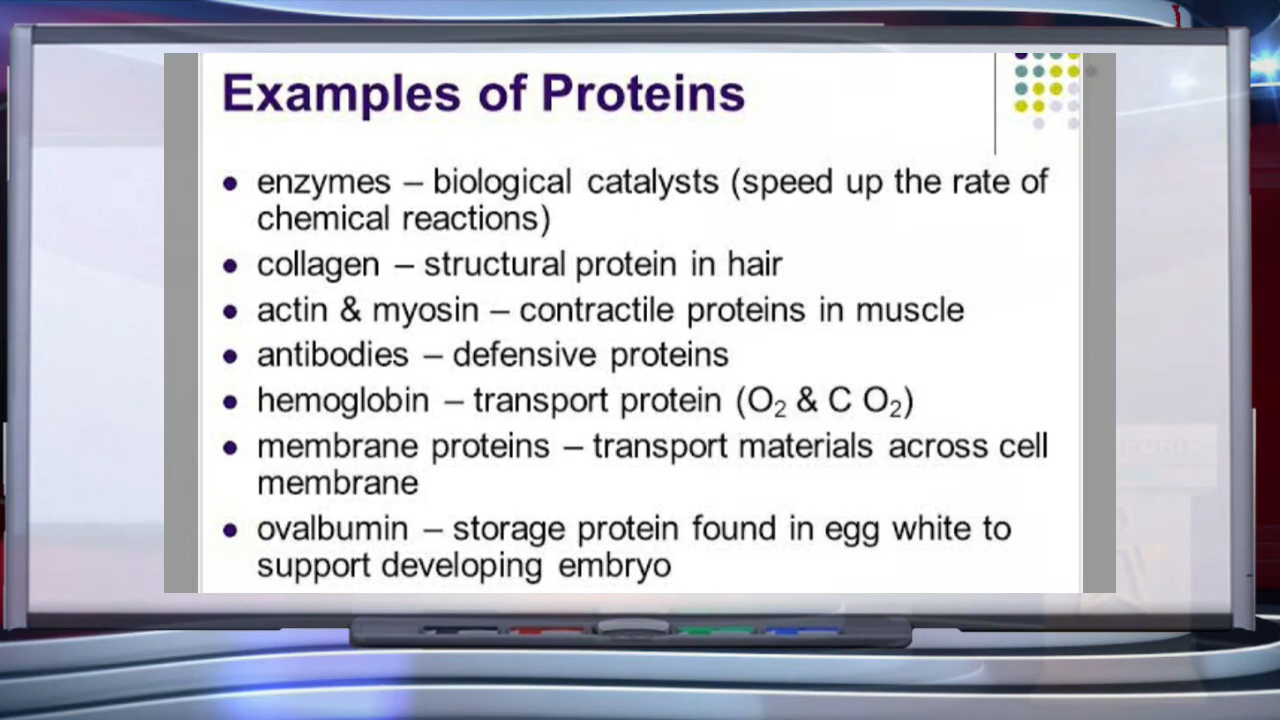 Examples of Proteins
• enzymes – biological catalysts (speed up the rate of
chemical reactions)
• collagen – structural protein in hair
• actin & myosin – contractile proteins in muscle
• antibodies – defensive proteins
• hemoglobin – transport protein (O₂ & C O₂)
• membrane proteins – transport materials across cell
membrane
• ovalbumin – storage protein found in egg white to
support developing embryo